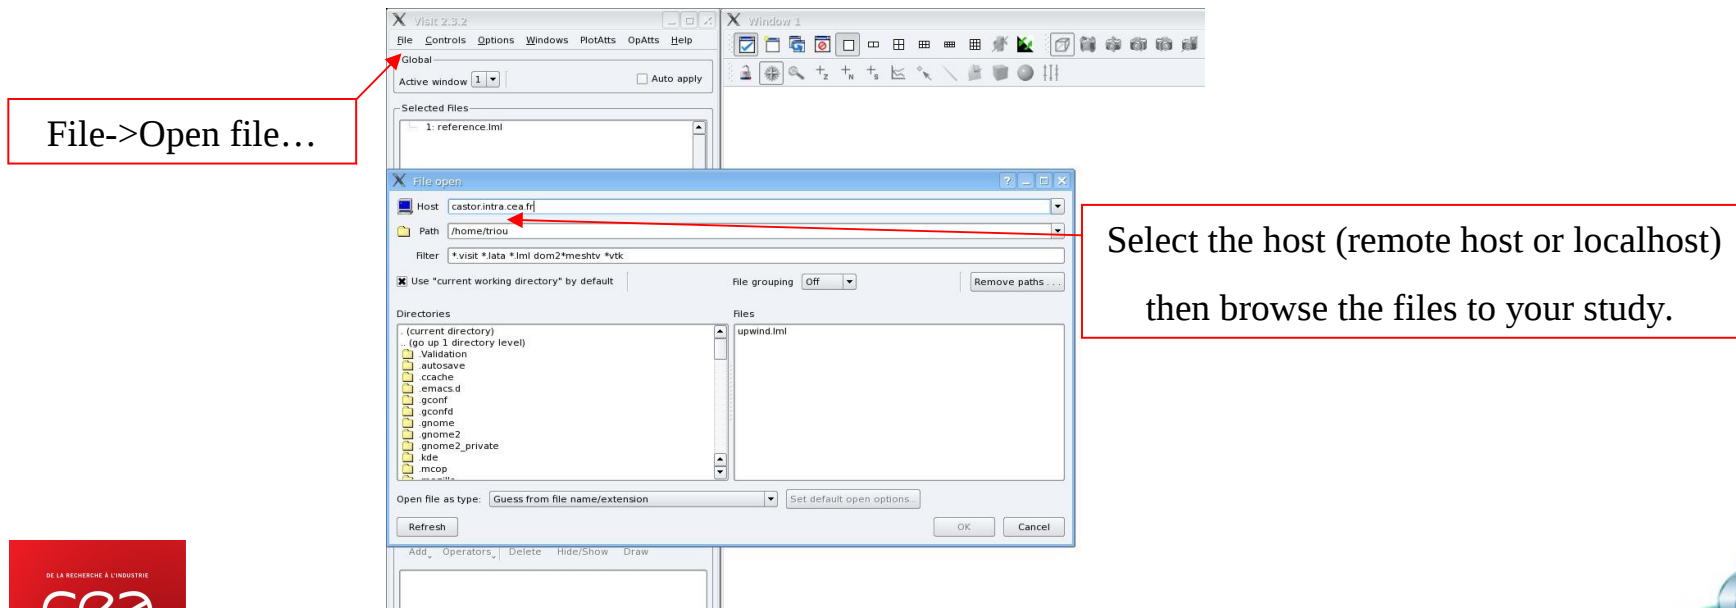 VisIt 2.3.2
Window 1
File Controls Options Windows PlotAtts OpAtts Help
Global
Active window 1
Auto apply
Selected Files
1: reference.lml
File->Open file…
File open
Host castor.intra.cea.fr
Path /home/triou
Filter *.visit *.lata *.lml dom2*meshtv *vtk
Use "current working directory" by default
File grouping Off
Remove paths . . .
Select the host (remote host or localhost)
then browse the files to your study.
Directories
. (current directory)
.. (go up 1 directory level)
.Validation
.autosave
.ccache
.emacs.d
.gconf
.gconfd
.gnome
.gnome2
.gnome2_private
.kde
.mcop
Files
upwind.lml
Open file as type: Guess from file name/extension
Set default open options...
Refresh
OK
Cancel
Add Operators Delete Hide/Show Draw
DE LA RECHERCHE À L'INDUSTRIE
cea